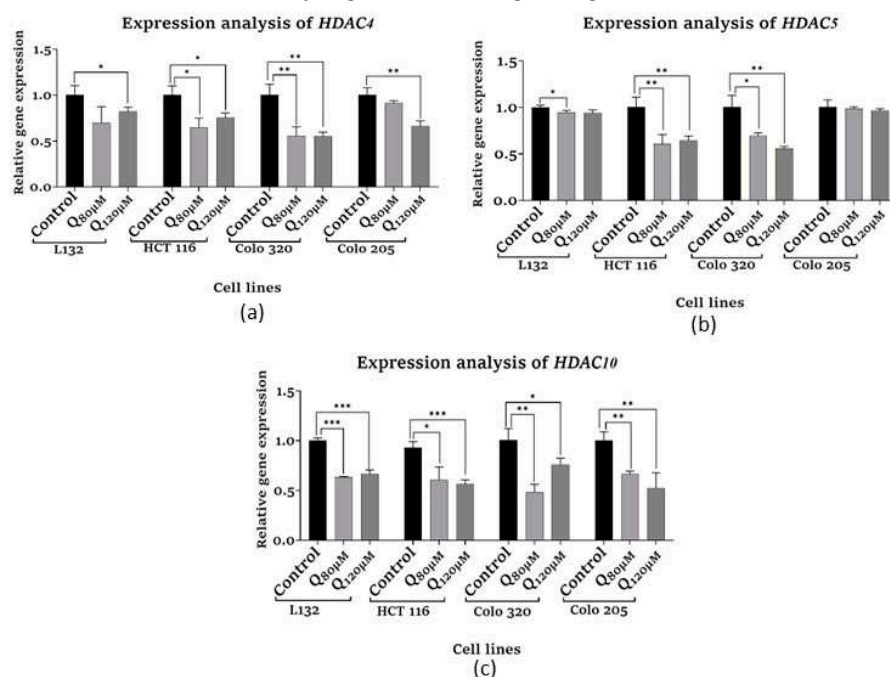 Expression analysis of HDAC4
Relative gene expression
1.5
1.0
0.5
0.0
*
*
*
**
**
**
Control
Q80µM
Q120µM
Control
Q80µM
Q120µM
Control
Q80µM
Q120µM
Control
Q80µM
Q120µM
L132
HCT 116
Colo 320
Colo 205
Cell lines
(a)
Expression analysis of HDAC5
Relative gene expression
1.5
1.0
0.5
0.0
*
**
**
**
*
Control
Q80µM
Q120µM
Control
Q80µM
Q120µM
Control
Q80µM
Q120µM
Control
Q80µM
Q120µM
L132
HCT 116
Colo 320
Colo 205
Cell lines
(b)
Expression analysis of HDAC10
Relative gene expression
1.5
1.0
0.5
0.0
***
***
***
*
*
**
**
**
Control
Q80µM
Q120µM
Control
Q80µM
Q120µM
Control
Q80µM
Q120µM
Control
Q80µM
Q120µM
L132
HCT 116
Colo 320
Colo 205
Cell lines
(c)